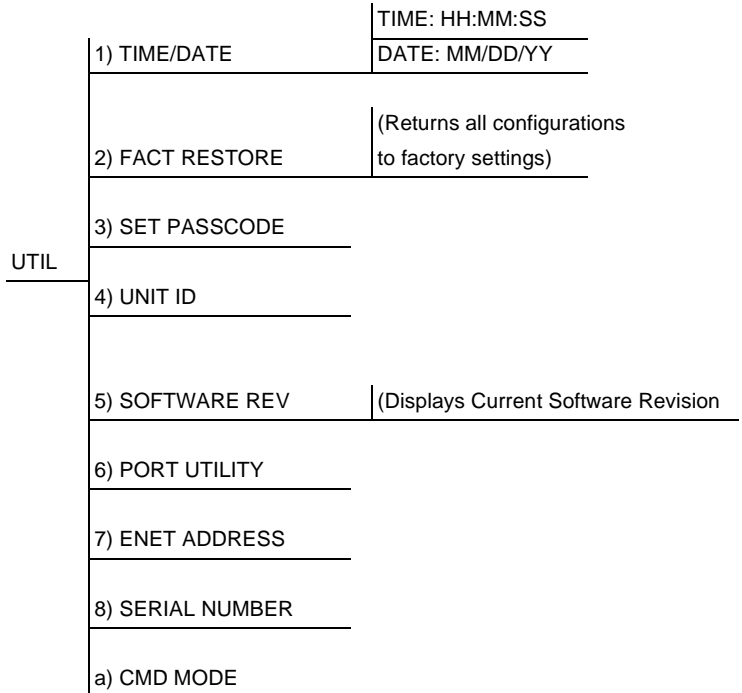 TIME: HH:MM:SS
1) TIME/DATE
DATE: MM/DD/YY
(Returns all configurations
2) FACT RESTORE
to factory settings)
3) SET PASSCODE
UTIL
4) UNIT ID
5) SOFTWARE REV
(Displays Current Software Revision
6) PORT UTILITY
7) ENET ADDRESS
8) SERIAL NUMBER
a) CMD MODE